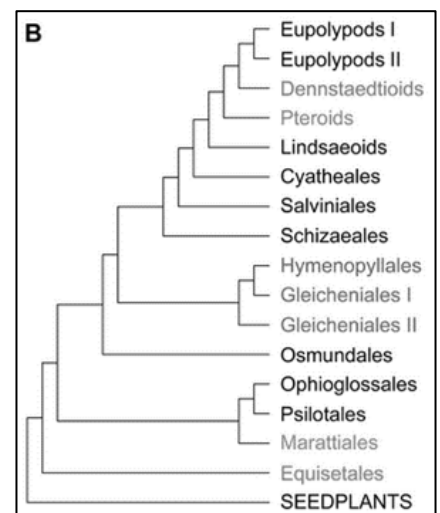 B
Eupolypods I
Eupolypods II
Dennstaedtioids
Pteroids
Lindsaeoids
Cyatheales
Salviniales
Schizaeales
Hymenopyllales
Gleicheniales I
Gleicheniales II
Osmundales
Ophioglossales
Psilotales
Marattiales
Equisetales
SEEDPLANTS